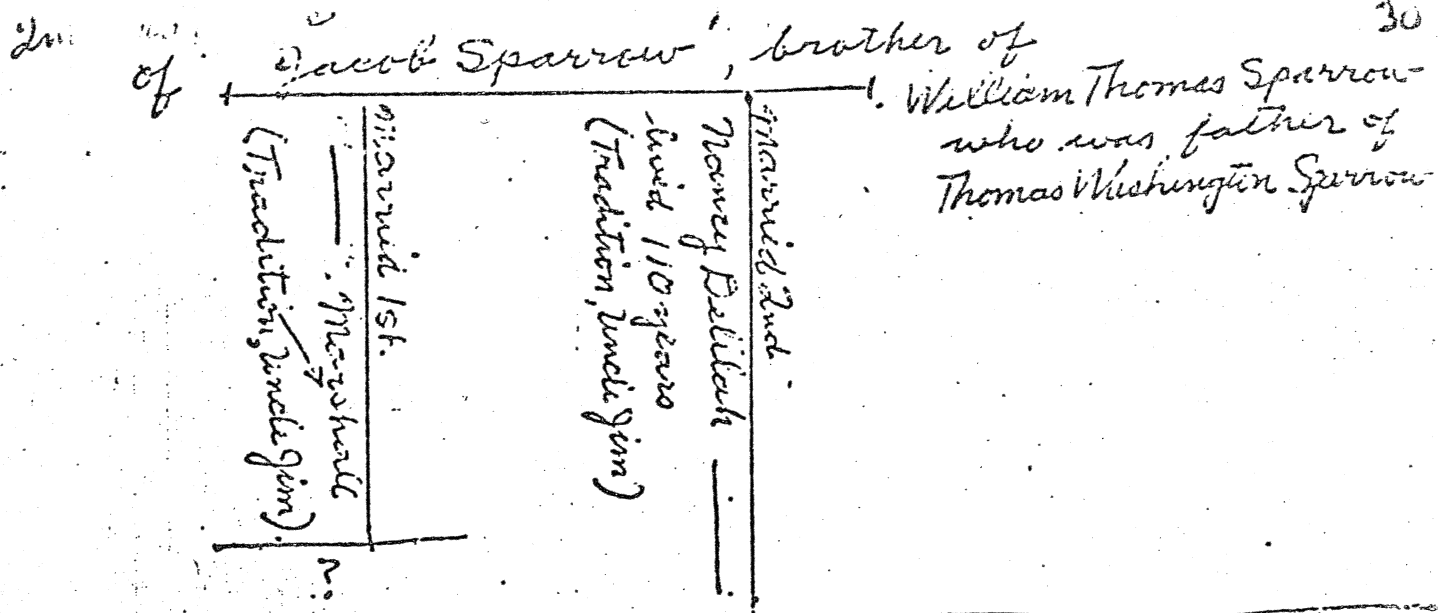 30
of Jacob Sparrow, brother of
William Thomas Sparrow
who was father of
Thomas Washington Sparrow
married 1st.
Marshall
(Tradition, Uncle Jim).
married 2nd.
Nancy Delilah
lived 110 years
(Tradition, Uncle Jim)